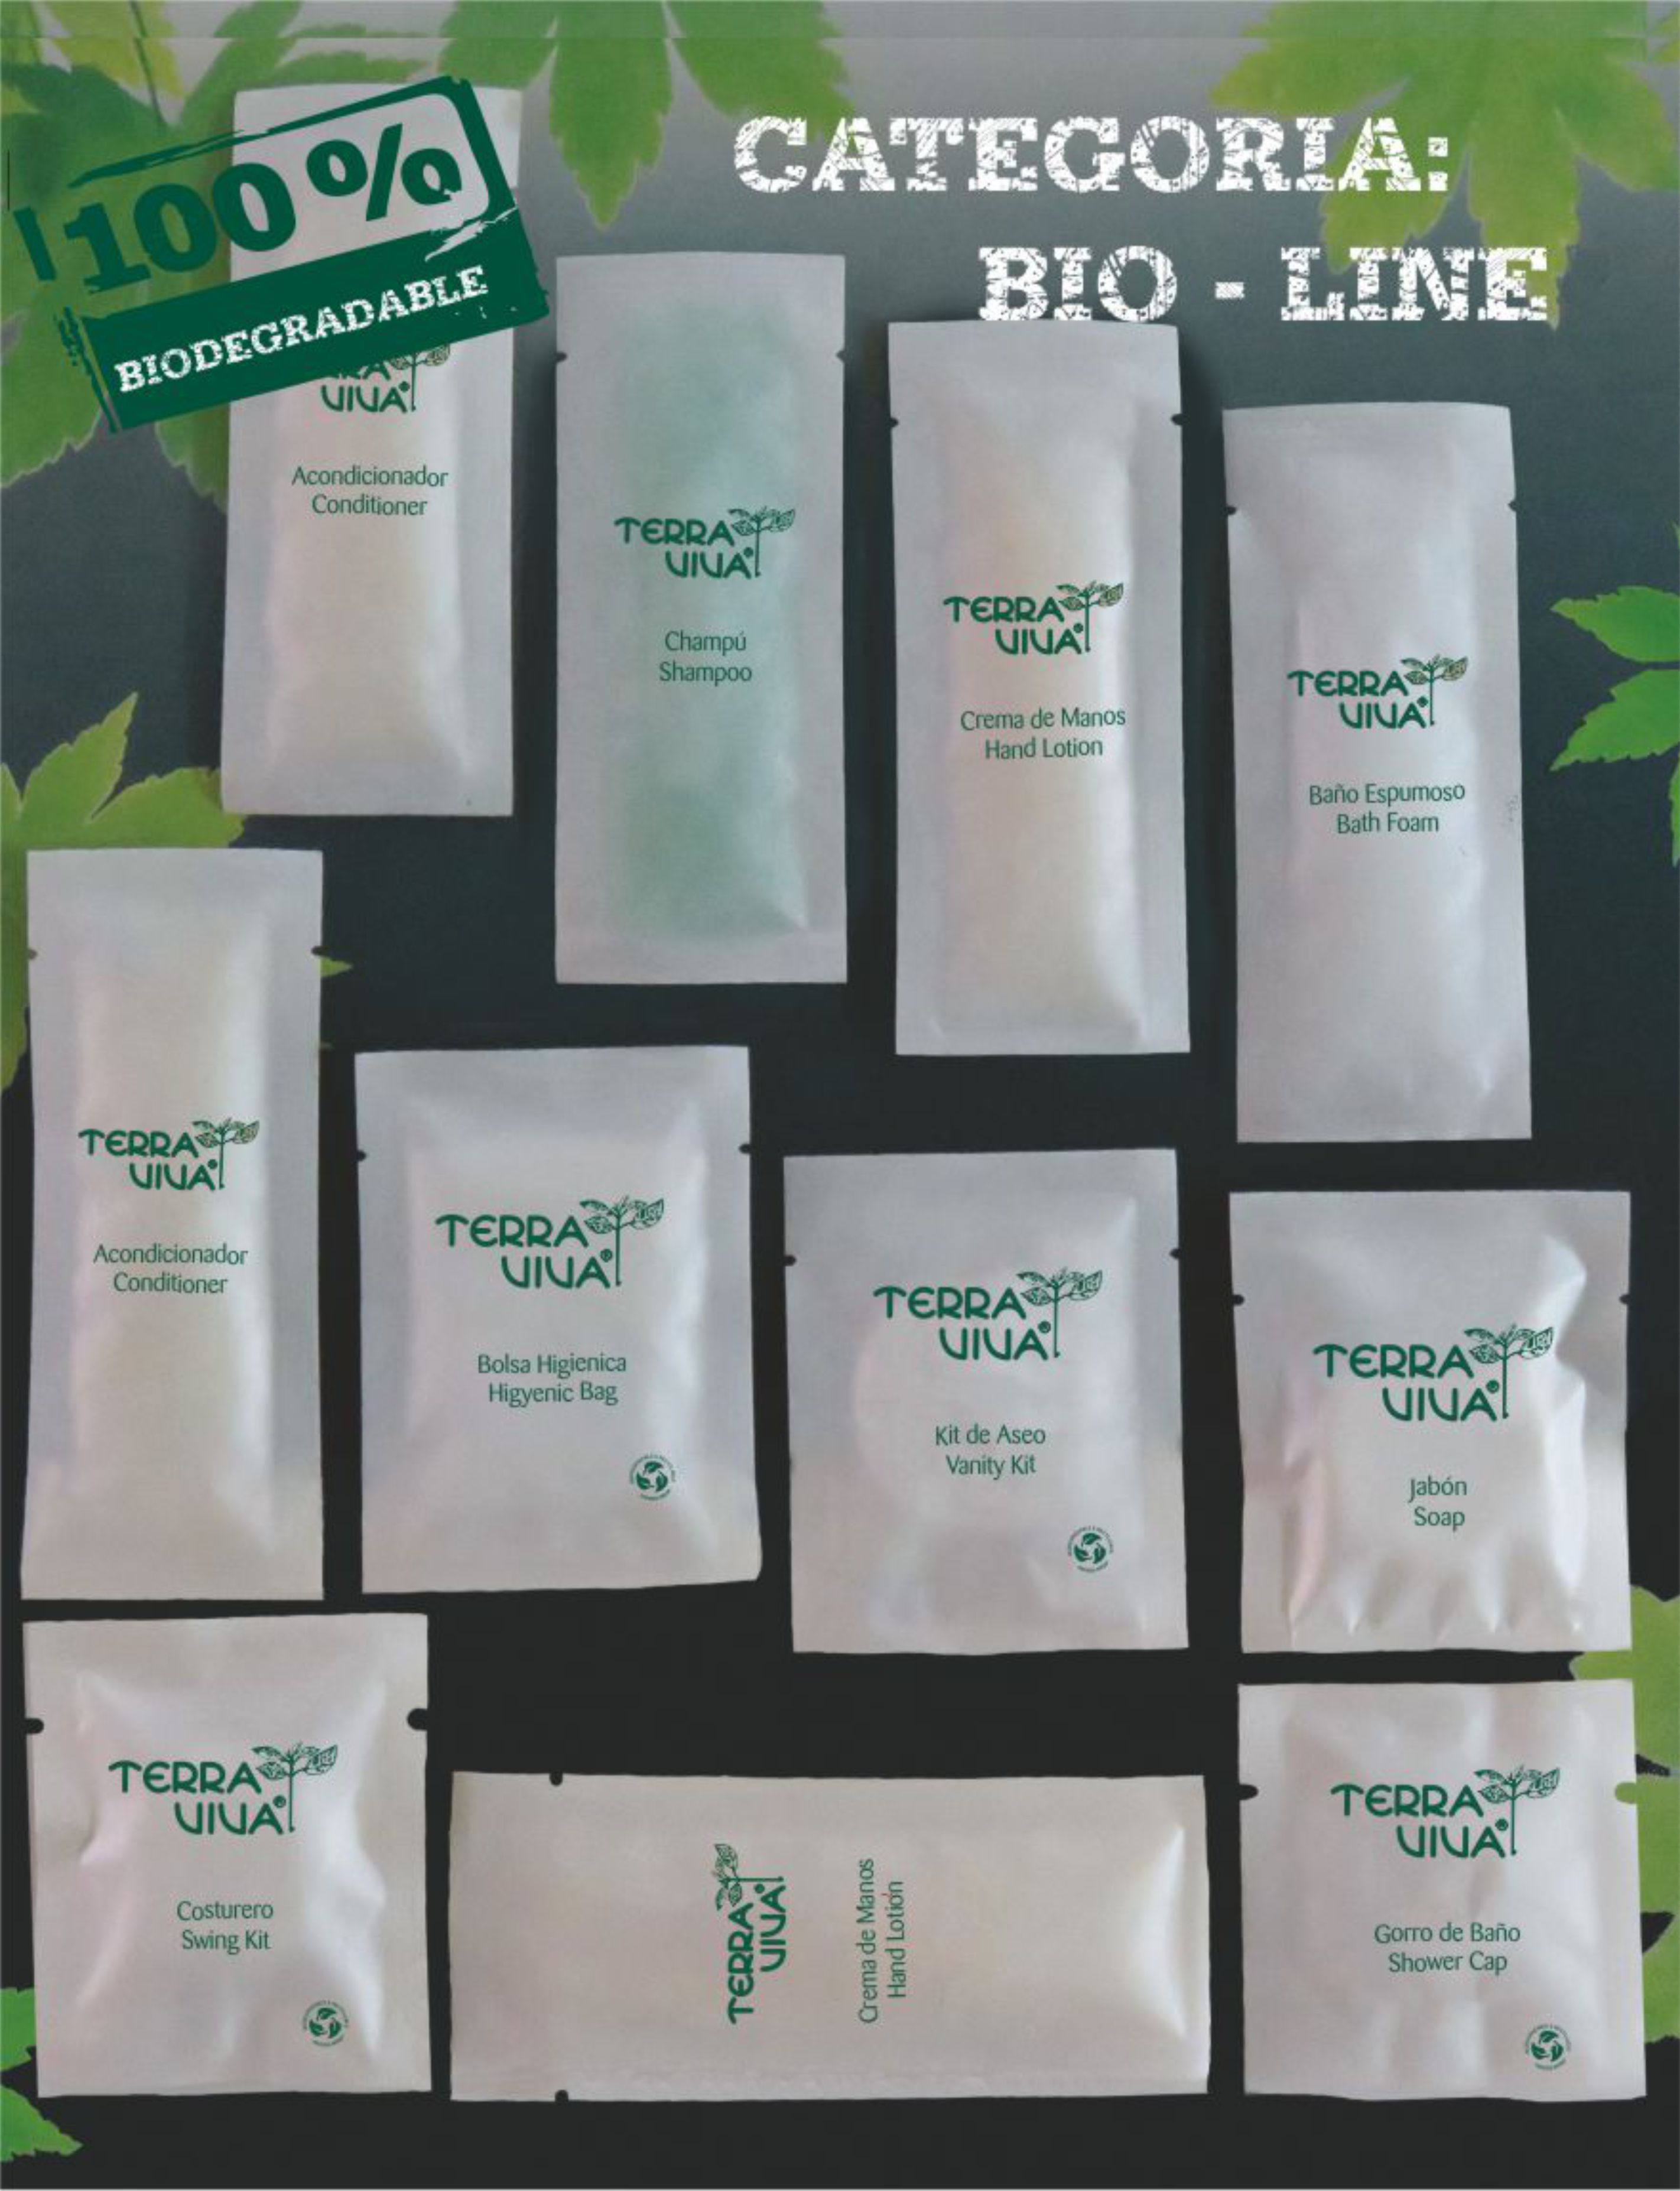 CATEGORIA:
BIO - LINE
100%
BIODEGRADABLE
VIVA®
Acondicionador
Conditioner
TERRA
VIVA®
Champú
Shampoo
TERRA
VIVA®
Crema de Manos
Hand Lotion
TERRA
VIVA®
Baño Espumoso
Bath Foam
TERRA
VIVA®
Acondicionador
Conditioner
TERRA
VIVA®
Bolsa Higienica
Higyenic Bag
TERRA
VIVA®
Kit de Aseo
Vanity Kit
TERRA
VIVA®
Jabón
Soap
TERRA
VIVA®
Costurero
Swing Kit
TERRA
VIVA®
Crema de Manos
Hand Lotión
TERRA
VIVA®
Gorro de Baño
Shower Cap